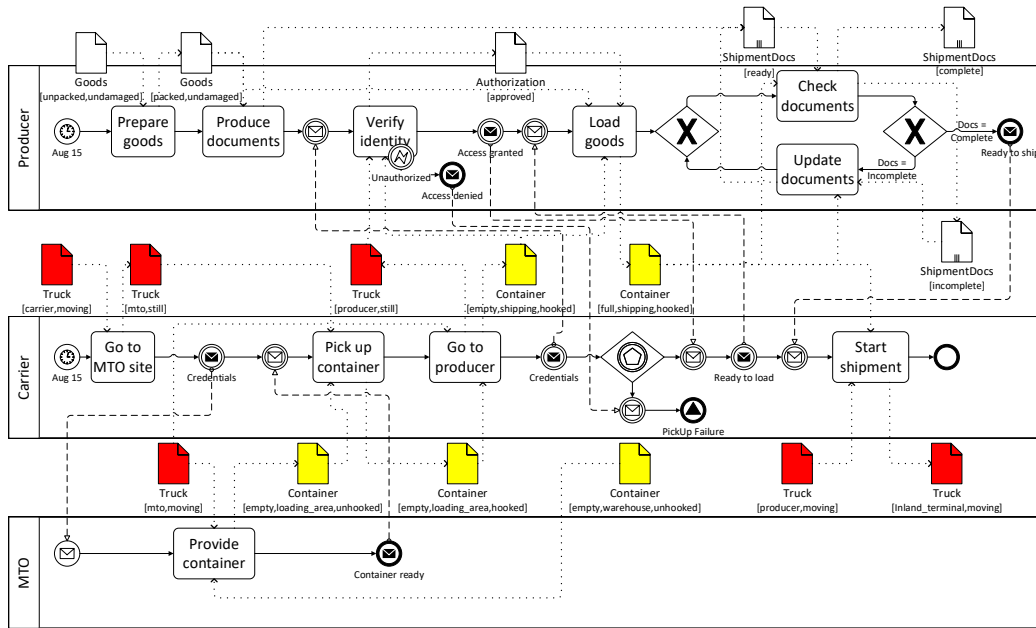 Goods
[unpacked,undamaged]
Goods
[packed,undamaged]
Authorization
[approved]
ShipmentDocs
[ready]
ShipmentDocs
[complete]
Producer
Aug 15
Prepare
goods
Produce
documents
Verify
identity
Unauthorized
Access denied
Access granted
Load
goods
X
Check
documents
Update
documents
X
Docs =
Complete
Docs =
Incomplete
Ready to ship
Truck
[carrier,moving]
Truck
[mto,still]
Truck
[producer,still]
Container
[empty,shipping,hooked]
Container
[full,shipping,hooked]
ShipmentDocs
[incomplete]
Carrier
Aug 15
Go to
MTO site
Credentials
Pick up
container
Go to
producer
Credentials
PickUp Failure
Ready to load
Start
shipment
Truck
[mto,moving]
Container
[empty,loading_area,unhooked]
Container
[empty,loading_area,hooked]
Container
[empty,warehouse,unhooked]
Truck
[producer,moving]
Truck
[Inland_terminal,moving]
MTO
Provide
container
Container ready